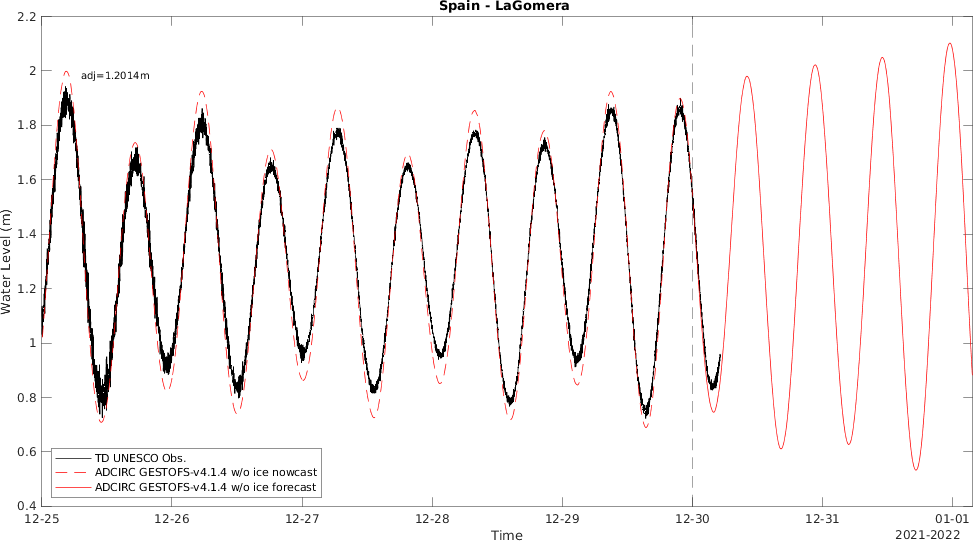 Spain - LaGomera
adj=1.2014m
Water Level (m)
2.2
2
1.8
1.6
1.4
1.2
1
0.8
0.6
0.4
TD UNESCO Obs.
ADCIRC GESTOFS-v4.1.4 w/o ice nowcast
ADCIRC GESTOFS-v4.1.4 w/o ice forecast
12-25 12-26 12-27 12-28 12-29 12-30 12-31 01-01
Time
2021-2022